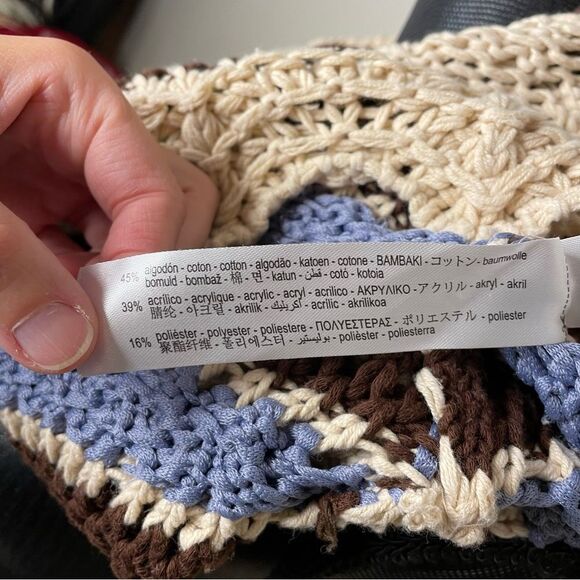 45% algodón - coton - cotton - algodão - katoen - cotone - ΒΑΜΒΑΚΙ - コットン - baumwolle
bomuld - bombaž - 棉 - 면 - katun - قطن - cotó - kotoia
39% acrílico - acrylique - acrylic - acryl - acrilico - ΑΚΡΥΛΙΚΟ - アクリル - akryl - akril
腈纶 - 아크릴 - akrilik - أكريليك - acrílic - akrilikoa
16% poliéster - polyester - poliestere - ΠΟΛΥΕΣΤΕΡΑΣ - ポリエステル - poliester
聚酯纤维 - 폴리에스터 - بوليستير - polièster - poliesterra